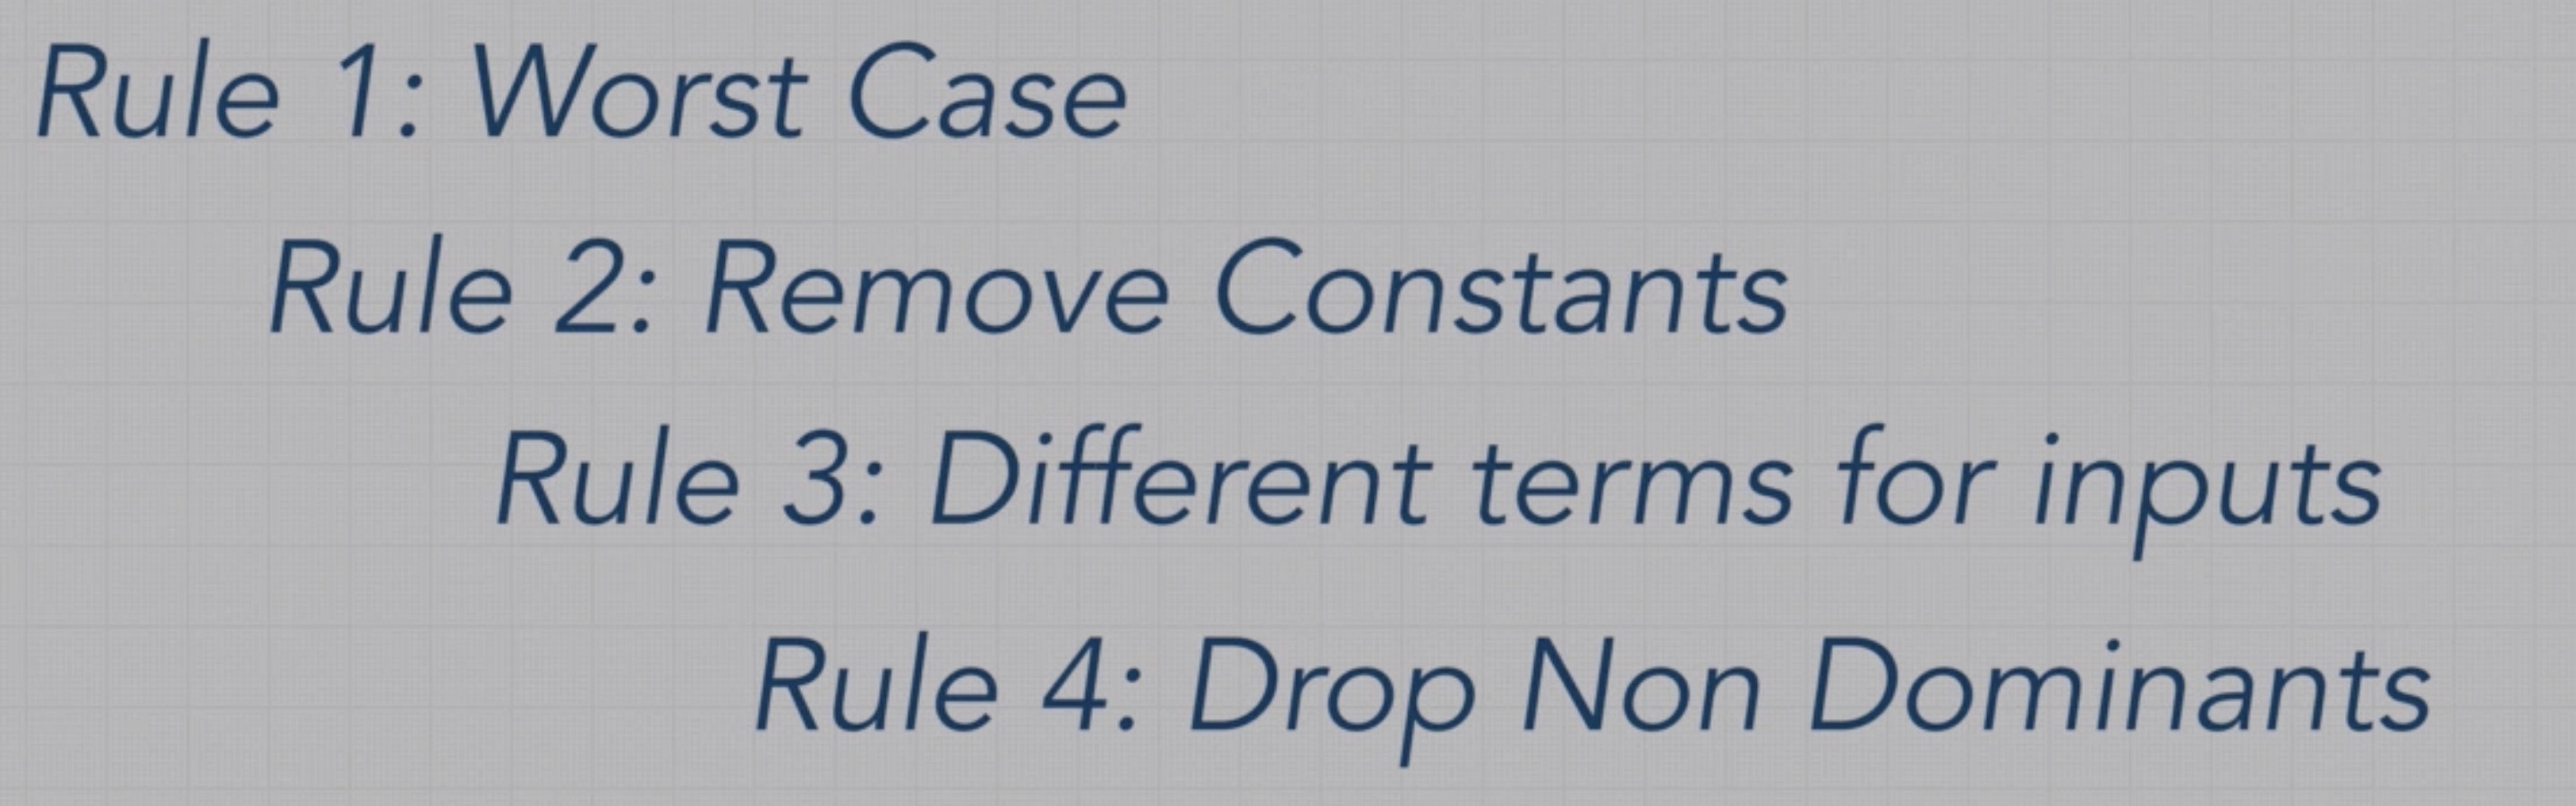 Rule 1: Worst Case
Rule 2: Remove Constants
Rule 3: Different terms for inputs
Rule 4: Drop Non Dominants